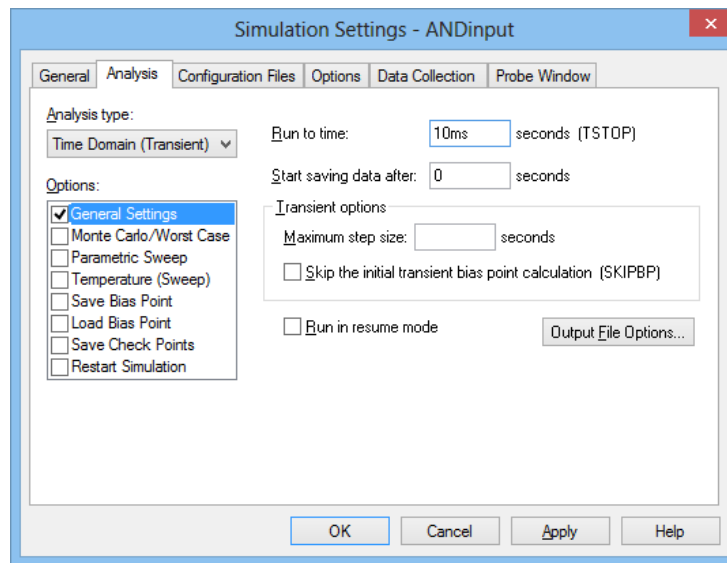 Simulation Settings - ANDinput
General Analysis Configuration Files Options Data Collection Probe Window
Analysis type:
Time Domain (Transient)
Options:
General Settings
Monte Carlo/Worst Case
Parametric Sweep
Temperature (Sweep)
Save Bias Point
Load Bias Point
Save Check Points
Restart Simulation
Run to time: 10ms seconds (TSTOP)
Start saving data after: 0 seconds
Transient options
Maximum step size: seconds
Skip the initial transient bias point calculation (SKIPBP)
Run in resume mode
Output File Options...
OK Cancel Apply Help